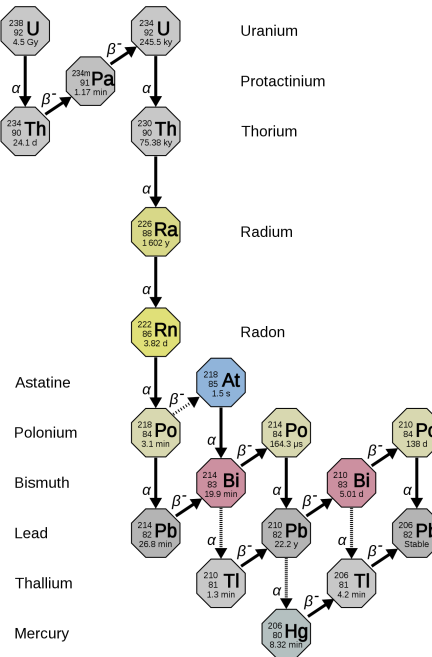 238 92 U 4.5 Gy
234 92 U 245.5 ky
Uranium
β⁻
234m 91 Pa 1.17 min
Protactinium
α
β⁻
α
234 90 Th 24.1 d
230 90 Th 75.38 ky
Thorium
α
226 88 Ra 1 602 y
Radium
α
222 86 Rn 3.82 d
Radon
α
Astatine
218 85 At 1.5 s
β⁻
Polonium
218 84 Po 3.1 min
214 84 Po 164.3 µs
210 84 Po 138 d
α
β⁻
β⁻
Bismuth
214 83 Bi 19.9 min
210 83 Bi 5.01 d
α
β⁻
α
β⁻
α
Lead
214 82 Pb 26.8 min
210 82 Pb 22.2 y
206 82 Pb Stable
α
β⁻
α
β⁻
Thallium
210 81 Tl 1.3 min
206 81 Tl 4.2 min
α
β⁻
Mercury
206 80 Hg 8.32 min